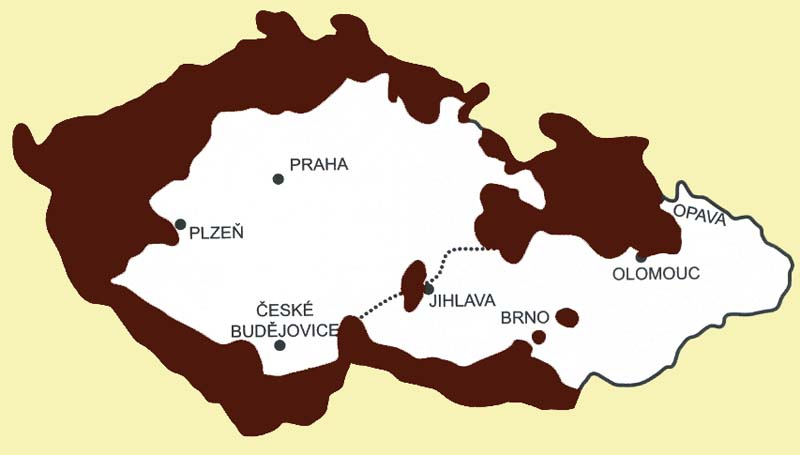 PRAHA
PLZEŇ
OPAVA
OLOMOUC
JIHLAVA
ČESKÉ
BUDĚJOVICE
BRNO